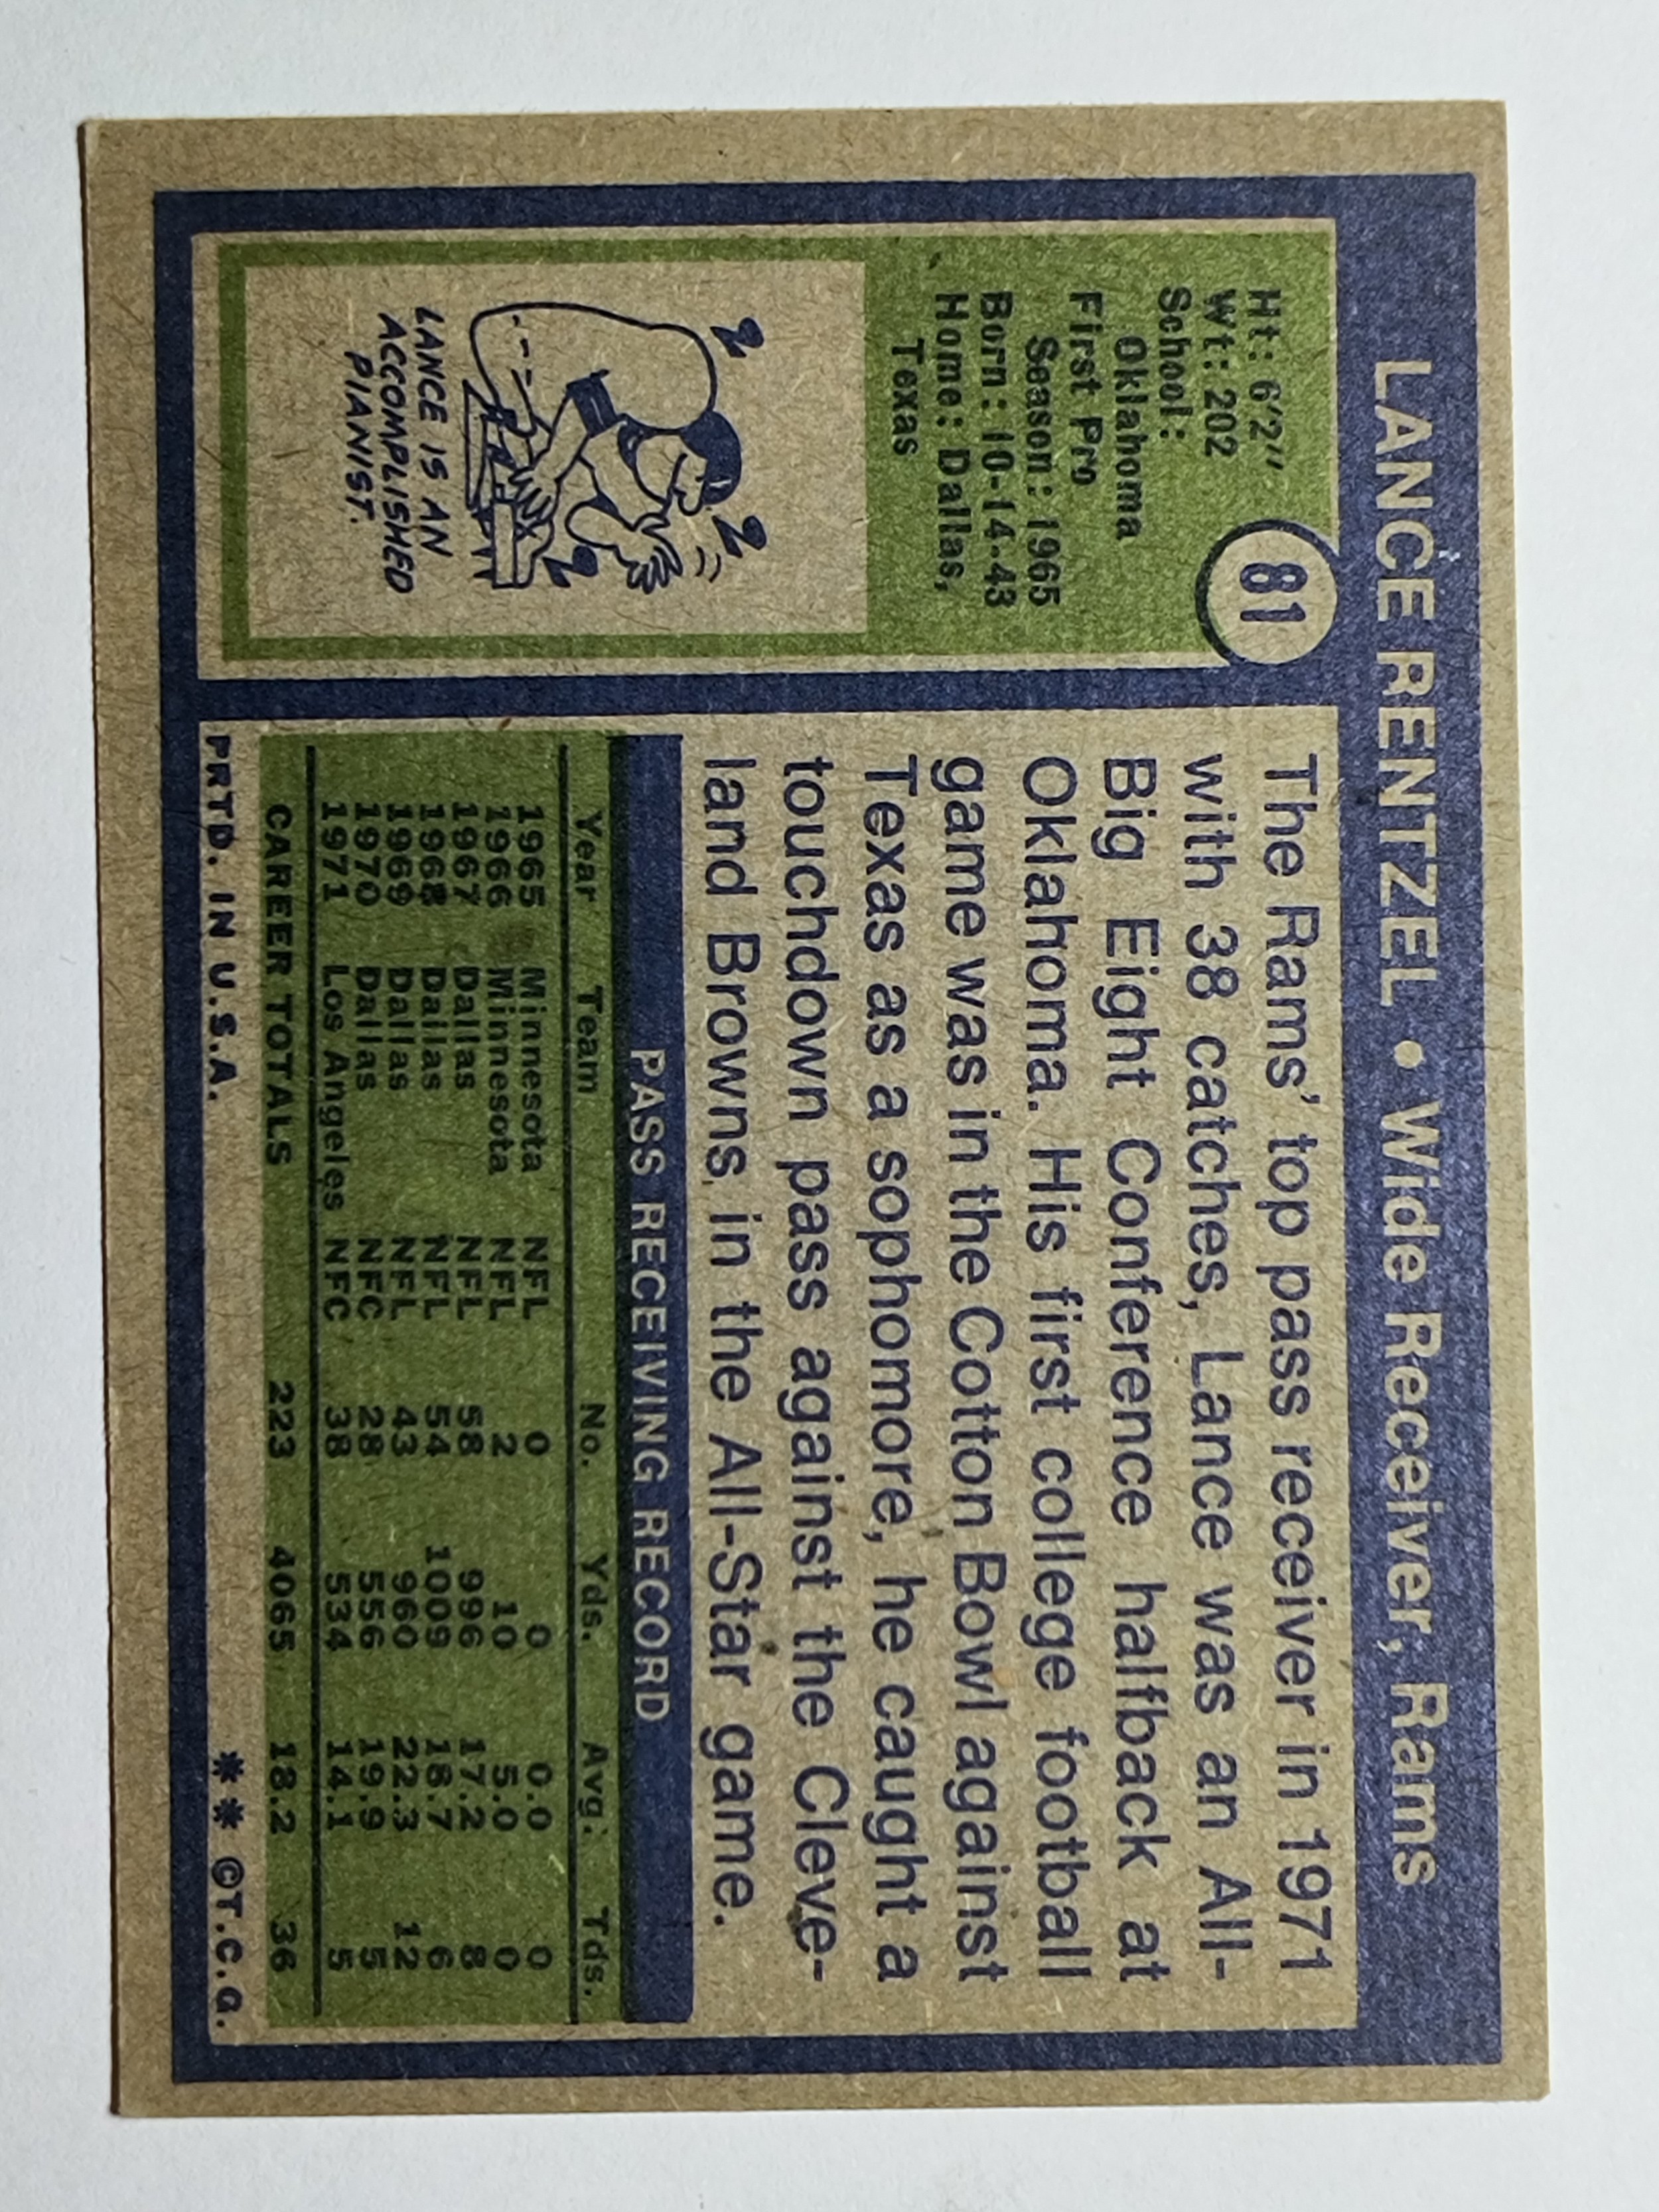 LANCE RENTZEL • Wide Receiver, Rams
81
Ht: 6'2"
Wt: 202
School:
Oklahoma
First Pro
Season: 1965
Born: 10-14-43
Home: Dallas,
Texas
LANCE IS AN
ACCOMPLISHED
PIANIST.
The Rams' top pass receiver in 1971
with 38 catches, Lance was an All-
Big Eight Conference halfback at
Oklahoma. His first college football
game was in the Cotton Bowl against
Texas as a sophomore, he caught a
touchdown pass against the Cleve-
land Browns in the All-Star game.
PASS RECEIVING RECORD
Year Team No. Yds. Avg. Tds.
1965 Minnesota NFL 0 0 0.0 0
1966 Minnesota NFL 2 10 5.0 0
1967 Dallas NFL 58 996 17.2 8
1968 Dallas NFL 54 1009 18.7 6
1969 Dallas NFL 43 960 22.3 12
1970 Dallas NFC 28 556 19.9 5
1971 Los Angeles NFC 38 534 14.1 5
CAREER TOTALS 223 4065 18.2 36
PRTD. IN U.S.A. ** ©T.C.G.